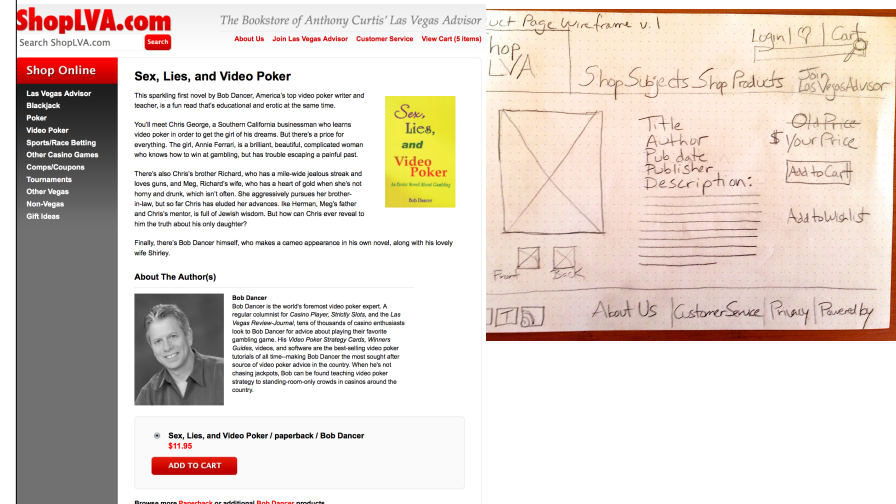 ShopLVA.com
The Bookstore of Anthony Curtis' Las Vegas Advisor
Search ShopLVA.com
Search
About Us Join Las Vegas Advisor Customer Service View Cart (5 items)
Shop Online
Las Vegas Advisor
Blackjack
Poker
Video Poker
Sports/Race Betting
Other Casino Games
Comps/Coupons
Tournaments
Other Vegas
Non-Vegas
Gift Ideas
Sex, Lies, and Video Poker
This sparkling first novel by Bob Dancer, America's top video poker writer and
teacher, is a fun read that's educational and erotic at the same time.
You'll meet Chris George, a Southern California businessman who learns
video poker in order to get the girl of his dreams. But there's a price for
everything. The girl, Annie Ferrari, is a brilliant, beautiful, complicated woman
who knows how to win at gambling, but has trouble escaping a painful past.
There's also Chris's brother Richard, who has a mile-wide jealous streak and
loves guns, and Meg, Richard's wife, who has a heart of gold when she's not
horny and drunk, which isn't often. She aggressively pursues her brother-
in-law, but so far Chris has eluded her advances. Ike Herman, Meg's father
and Chris's mentor, is full of Jewish wisdom. But how can Chris ever reveal to
him the truth about his only daughter?
Finally, there's Bob Dancer himself, who makes a cameo appearance in his own novel, along with his lovely
wife Shirley.
Sex,
Lies,
and
Video
Poker
An Erotic Novel About Gambling
Bob Dancer
About The Author(s)
Bob Dancer
Bob Dancer is the world's foremost video poker expert. A
regular columnist for Casino Player, Strictly Slots, and the Las
Vegas Review-Journal, tens of thousands of casino enthusiasts
look to Bob Dancer for advice about playing their favorite
gambling game. His Video Poker Strategy Cards, Winners
Guides, videos, and software are the best-selling video poker
tutorials of all time--making Bob Dancer the most sought after
source of video poker advice in the country. When he's not
chasing jackpots, Bob can be found teaching video poker
strategy to standing-room-only crowds in casinos around the
country.
Sex, Lies, and Video Poker / paperback / Bob Dancer
$11.95
ADD TO CART
Browse more Paperback or additional Bob Dancer products
uct Page Wireframe v.1
Login | ♡ | Cart
hop
LVA
Shop Subjects Shop Products Join
Las Vegas Advisor
Title
Author
Pub date
Publisher
Description:
Old Price
$ Your Price
Add to Cart
Add to Wishlist
Front Back
About Us | Customer Service | Privacy | Powered by